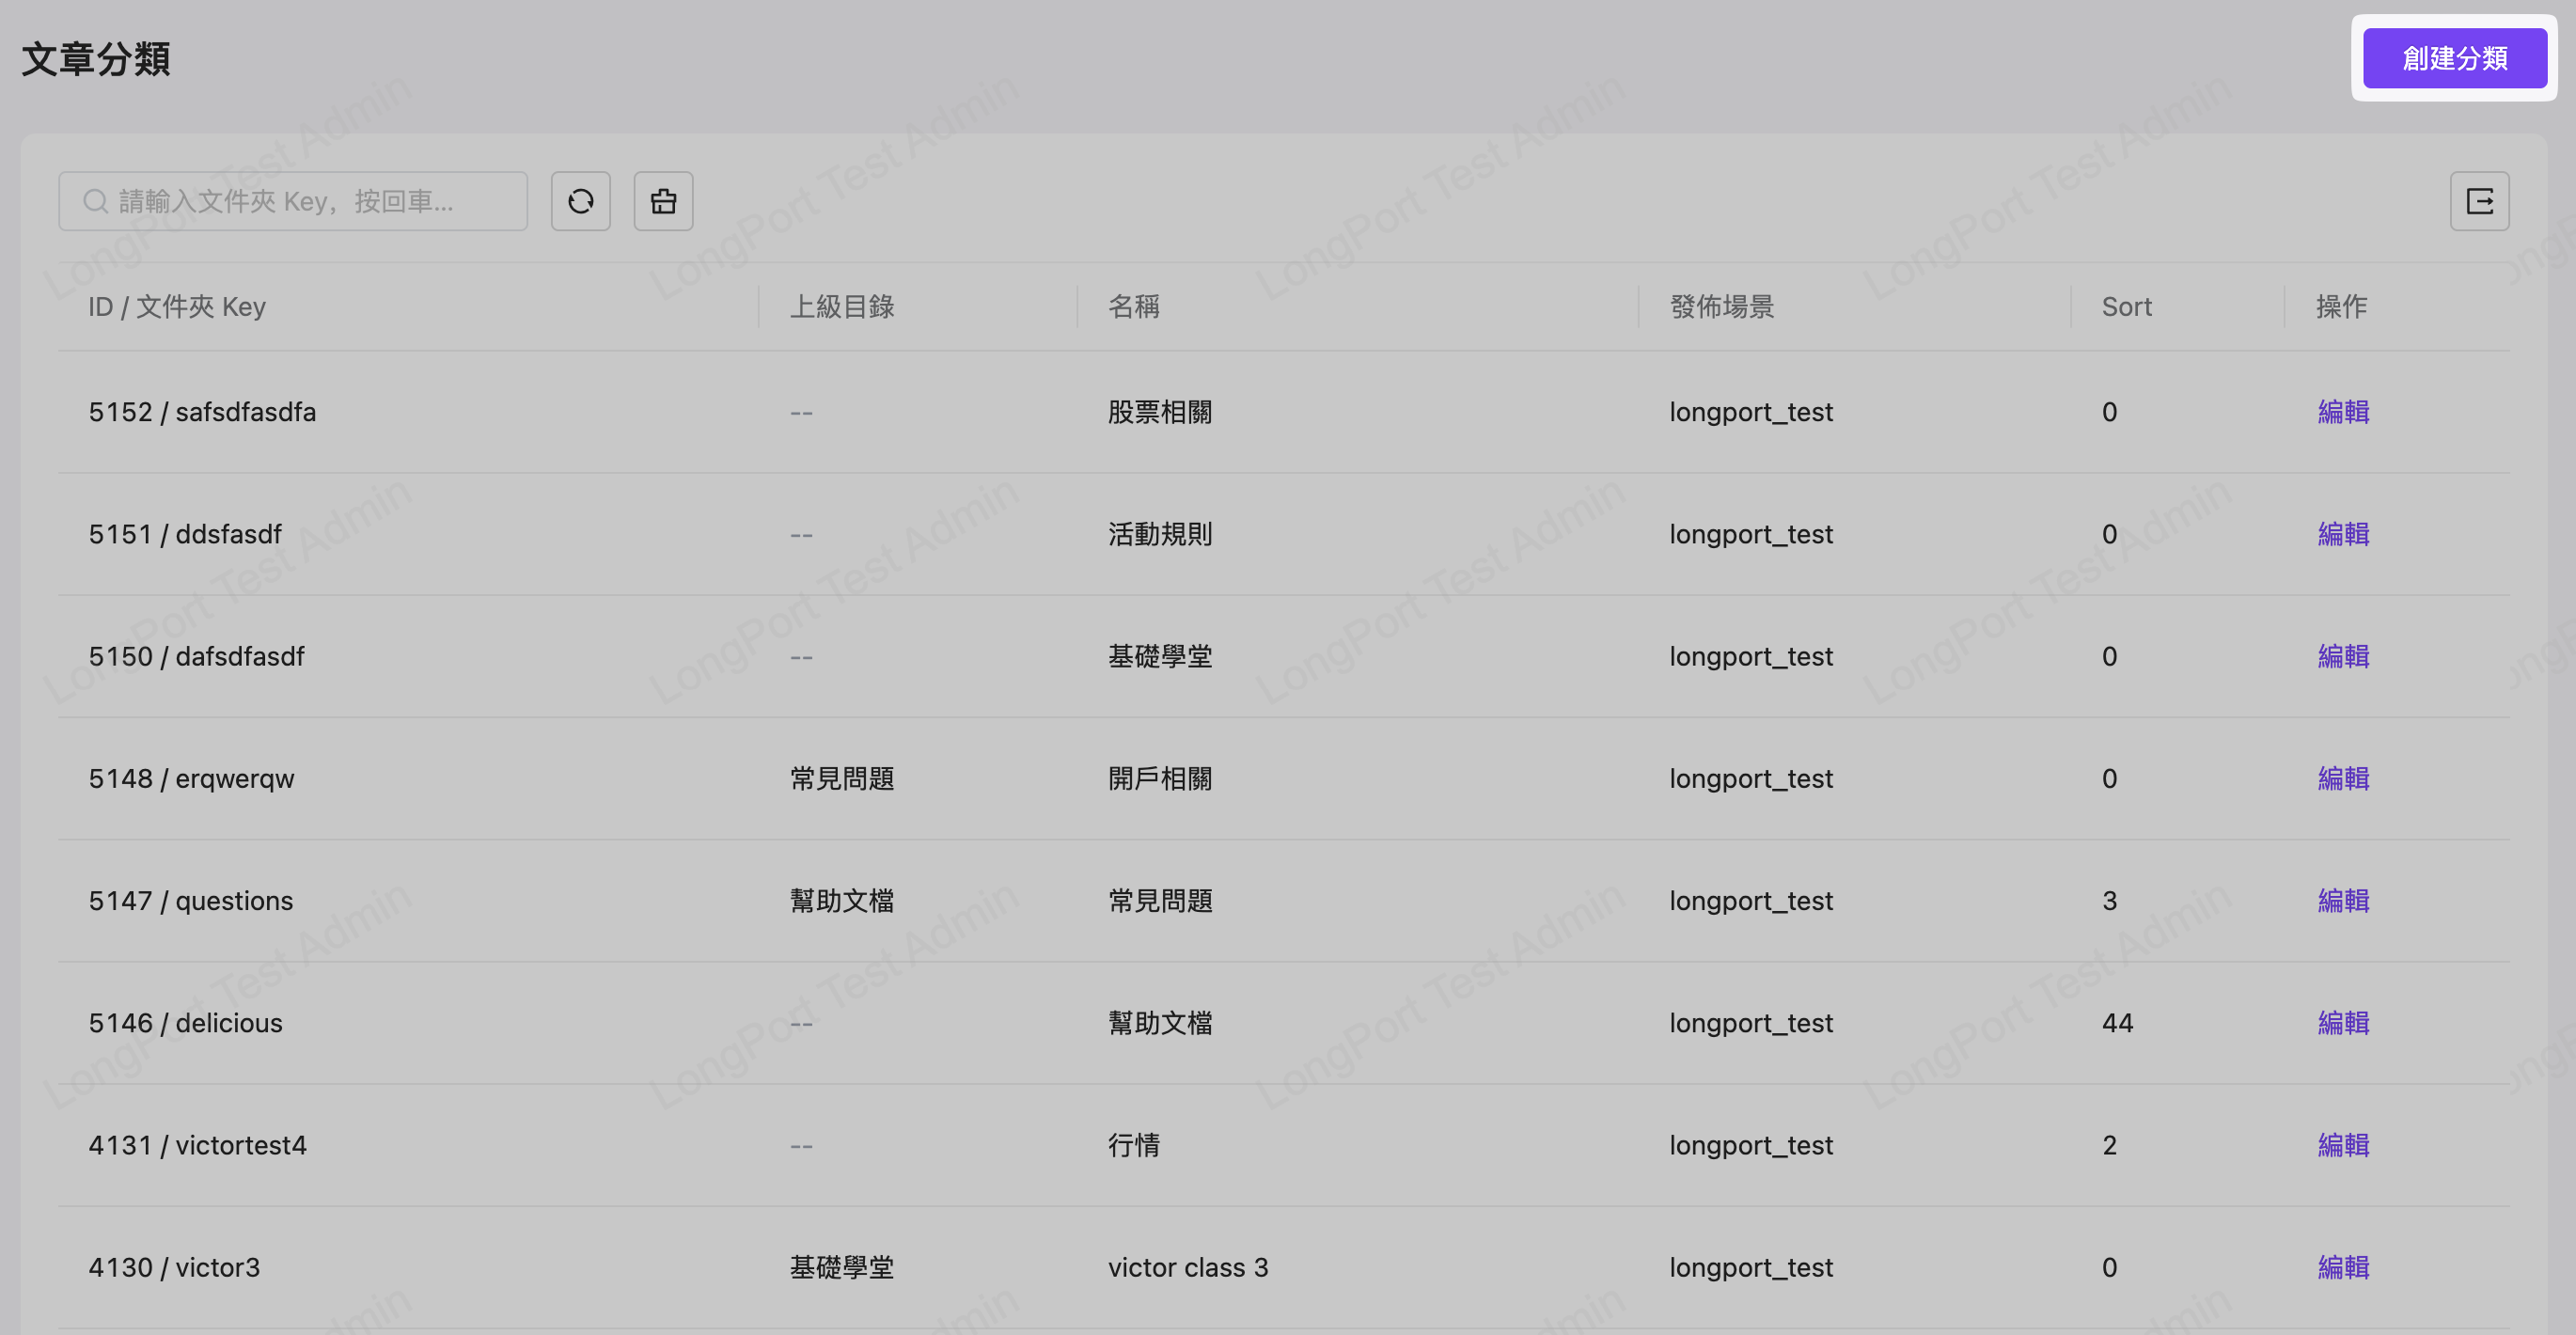 文章分類
創建分類
請輸入文件夾 Key，按回車...
ID / 文件夾 Key 上級目錄 名稱 發佈場景 Sort 操作
5152 / safsdfasdfa -- 股票相關 longport_test 0 編輯
5151 / ddsfasdf -- 活動規則 longport_test 0 編輯
5150 / dafsdfasdf -- 基礎學堂 longport_test 0 編輯
5148 / erqwerqw 常見問題 開戶相關 longport_test 0 編輯
5147 / questions 幫助文檔 常見問題 longport_test 3 編輯
5146 / delicious -- 幫助文檔 longport_test 44 編輯
4131 / victortest4 -- 行情 longport_test 2 編輯
4130 / victor3 基礎學堂 victor class 3 longport_test 0 編輯
LongPort Test Admin